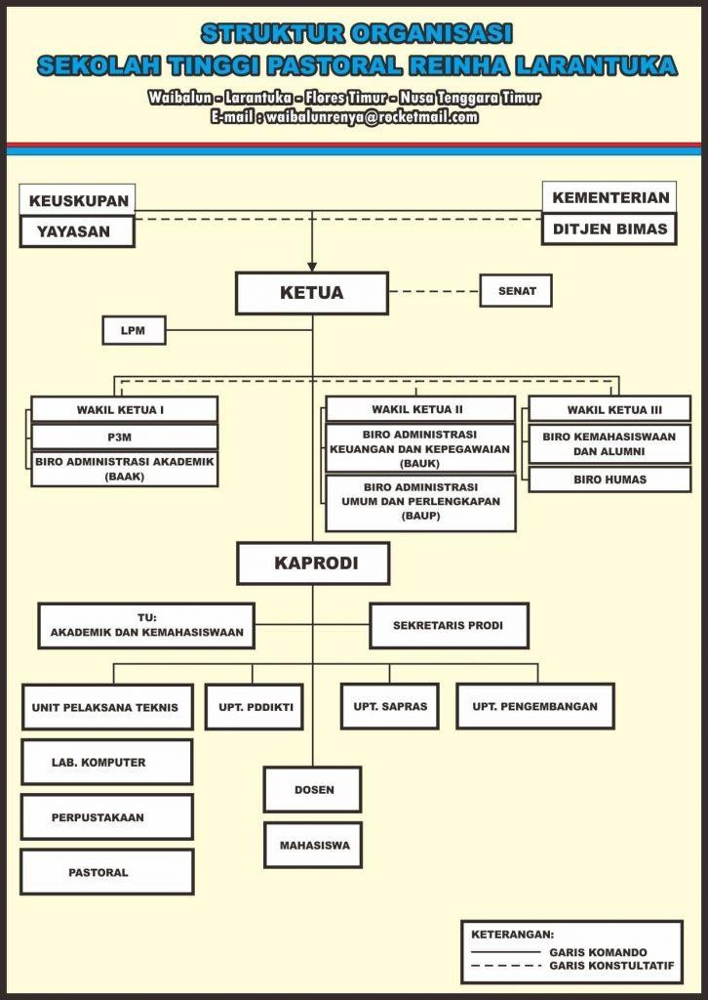 STRUKTUR ORGANISASI
SEKOLAH TINGGI PASTORAL REINHA LARANTUKA
Waibalun - Larantuka - Flores Timur - Nusa Tenggara Timur
E-mail : waibalunrenya@rocketmail.com
KEUSKUPAN
YAYASAN
KEMENTERIAN
DITJEN BIMAS
KETUA
SENAT
LPM
WAKIL KETUA I
P3M
BIRO ADMINISTRASI AKADEMIK
(BAAK)
WAKIL KETUA II
BIRO ADMINISTRASI
KEUANGAN DAN KEPEGAWAIAN
(BAUK)
BIRO ADMINISTRASI
UMUM DAN PERLENGKAPAN
(BAUP)
WAKIL KETUA III
BIRO KEMAHASISWAAN
DAN ALUMNI
BIRO HUMAS
KAPRODI
TU:
AKADEMIK DAN KEMAHASISWAAN
SEKRETARIS PRODI
UNIT PELAKSANA TEKNIS
UPT. PDDIKTI
UPT. SAPRAS
UPT. PENGEMBANGAN
LAB. KOMPUTER
PERPUSTAKAAN
PASTORAL
DOSEN
MAHASISWA
KETERANGAN:
GARIS KOMANDO
GARIS KONSTULTATIF